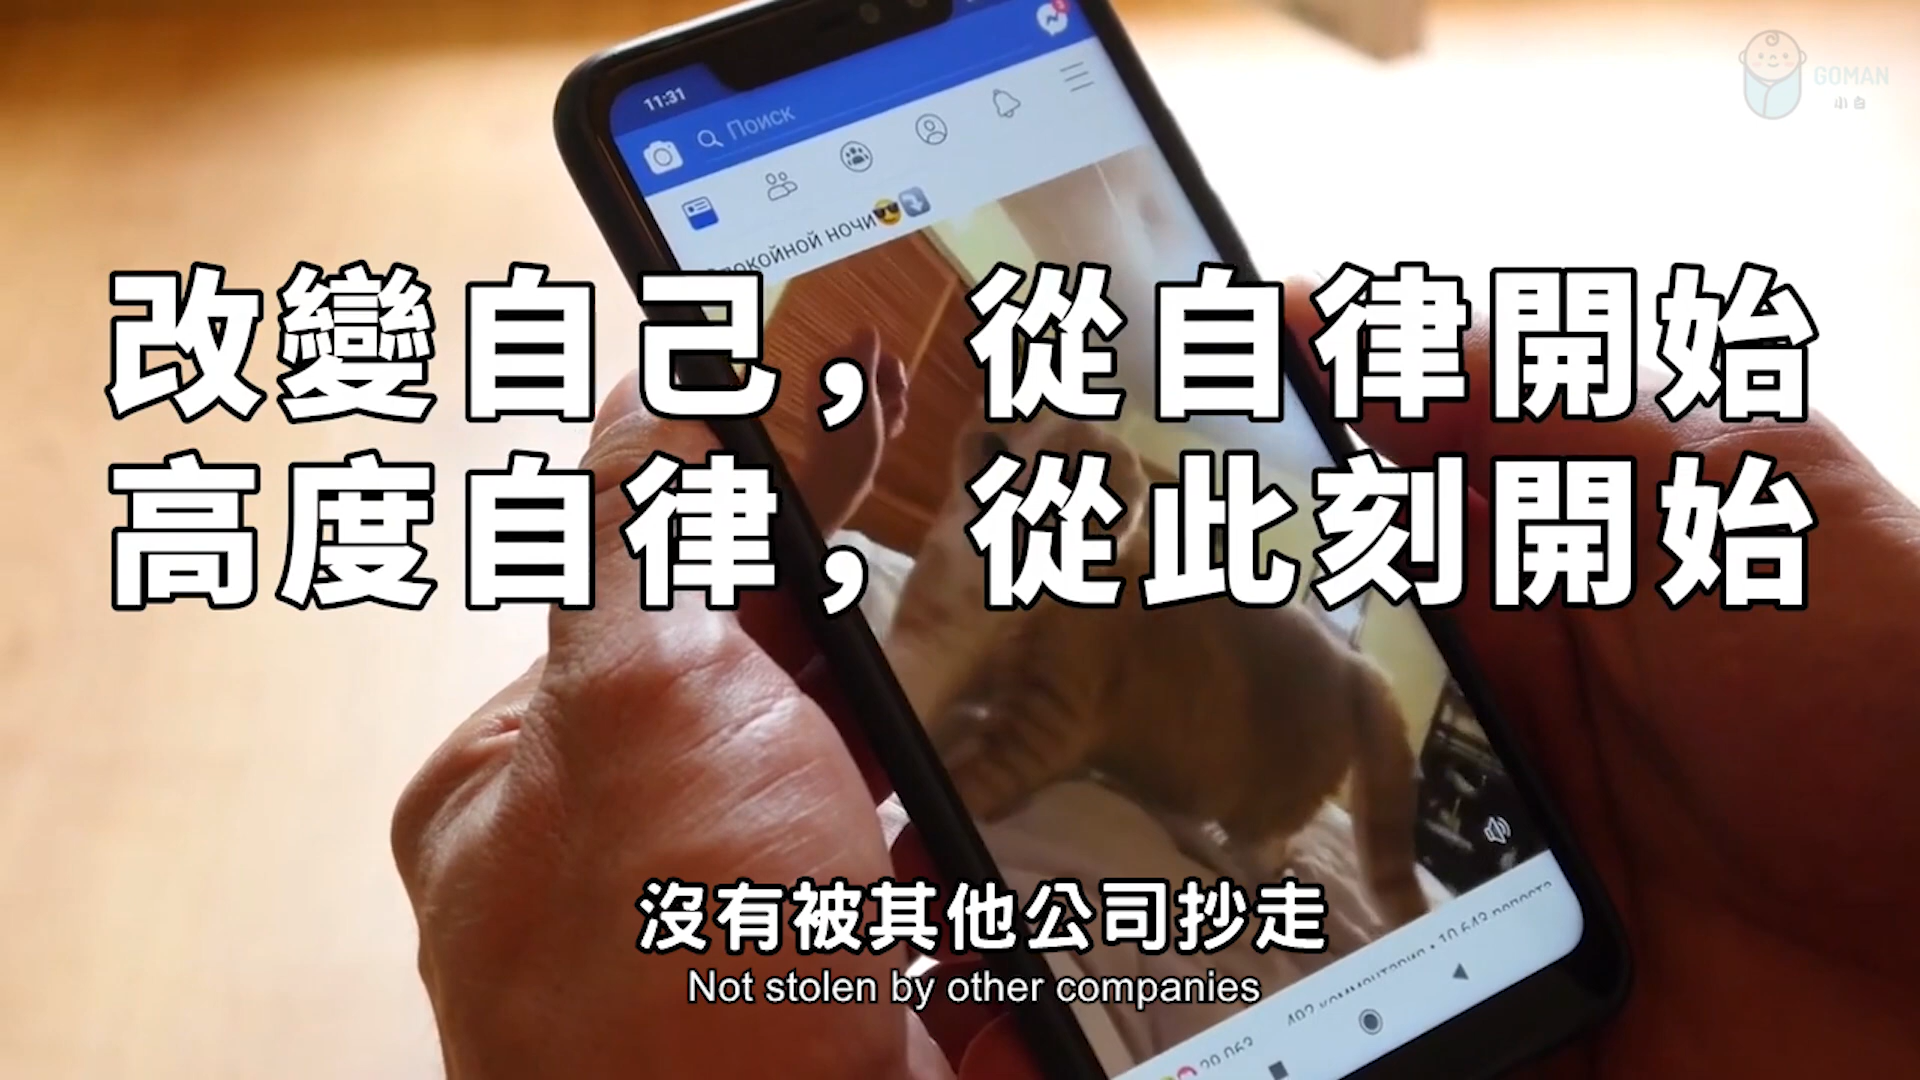 GOMAN
小白
11:31
Поиск
покойной ночи
改變自己，從自律開始
高度自律，從此刻開始
沒有被其他公司抄走
Not stolen by other companies